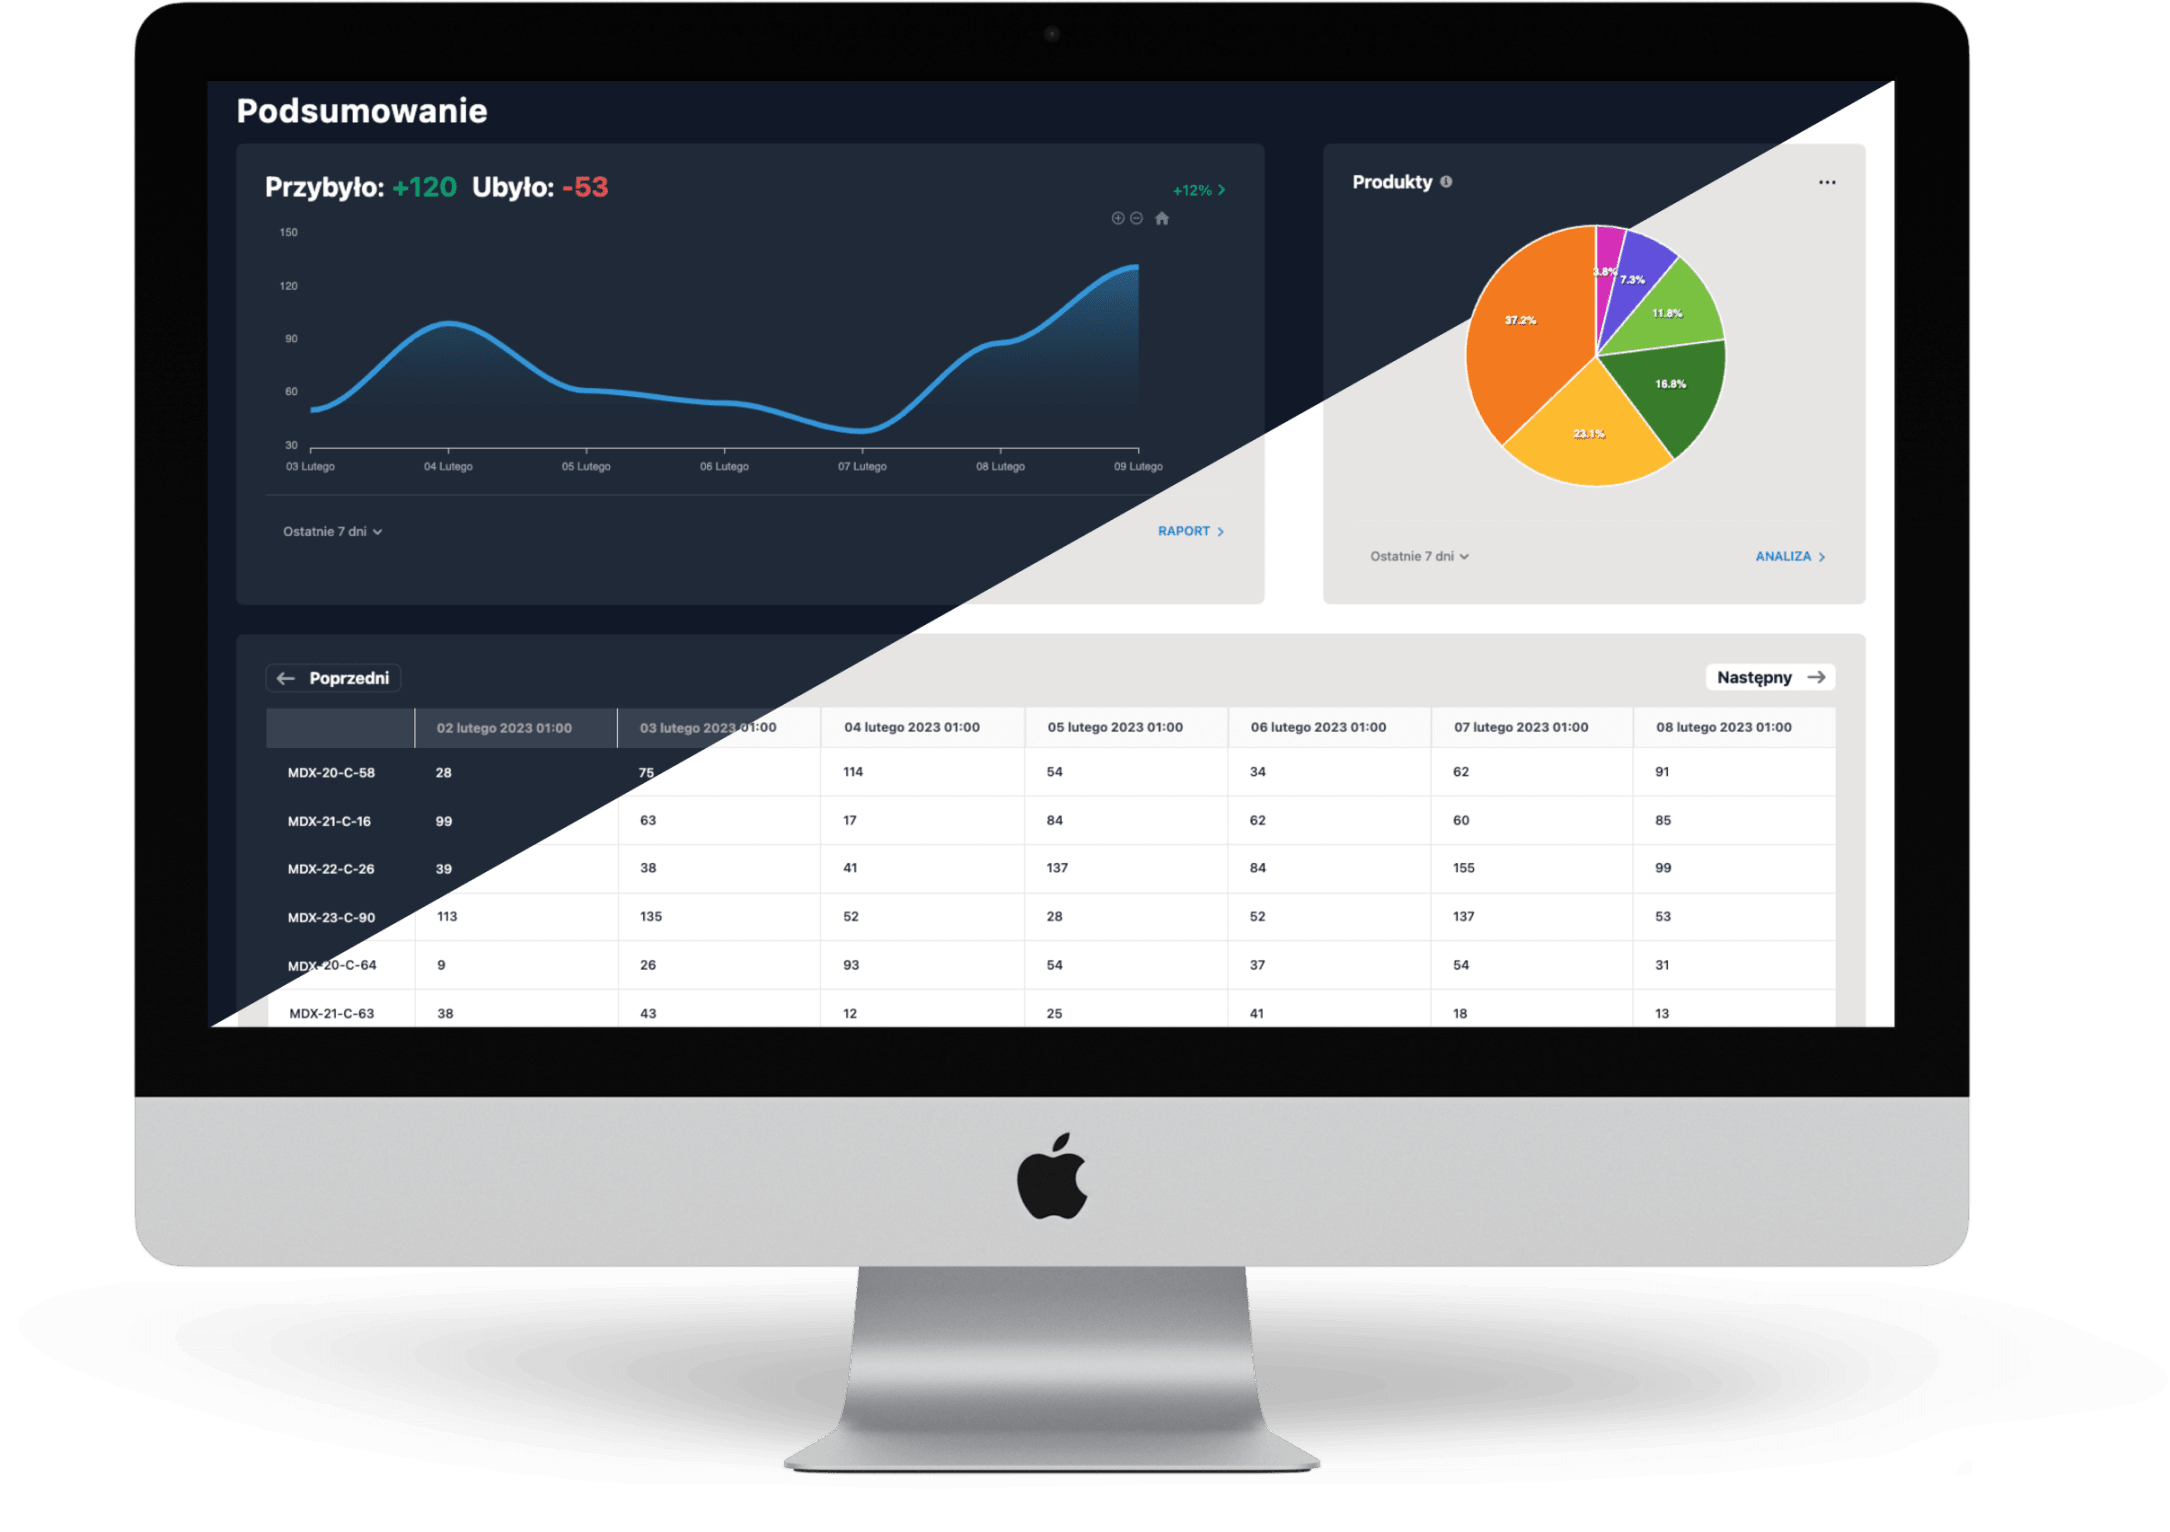 Podsumowanie
Przybyło: +120 Ubyło: -53
+12%
150
120
90
60
30
03 Lutego 04 Lutego 05 Lutego 06 Lutego 07 Lutego 08 Lutego 09 Lutego
Ostatnie 7 dni
RAPORT
Produkty
3.8%
7.3%
11.8%
37.2%
16.8%
23.1%
Ostatnie 7 dni
ANALIZA
Poprzedni
Następny
02 lutego 2023 01:00 03 lutego 2023 01:00 04 lutego 2023 01:00 05 lutego 2023 01:00 06 lutego 2023 01:00 07 lutego 2023 01:00 08 lutego 2023 01:00
MDX-20-C-58 28 75 114 54 34 62 91
MDX-21-C-16 99 63 17 84 62 60 85
MDX-22-C-26 39 38 41 137 84 155 99
MDX-23-C-90 113 135 52 28 52 137 53
MDX-20-C-64 9 26 93 54 37 54 31
MDX-21-C-63 38 43 12 25 41 18 13